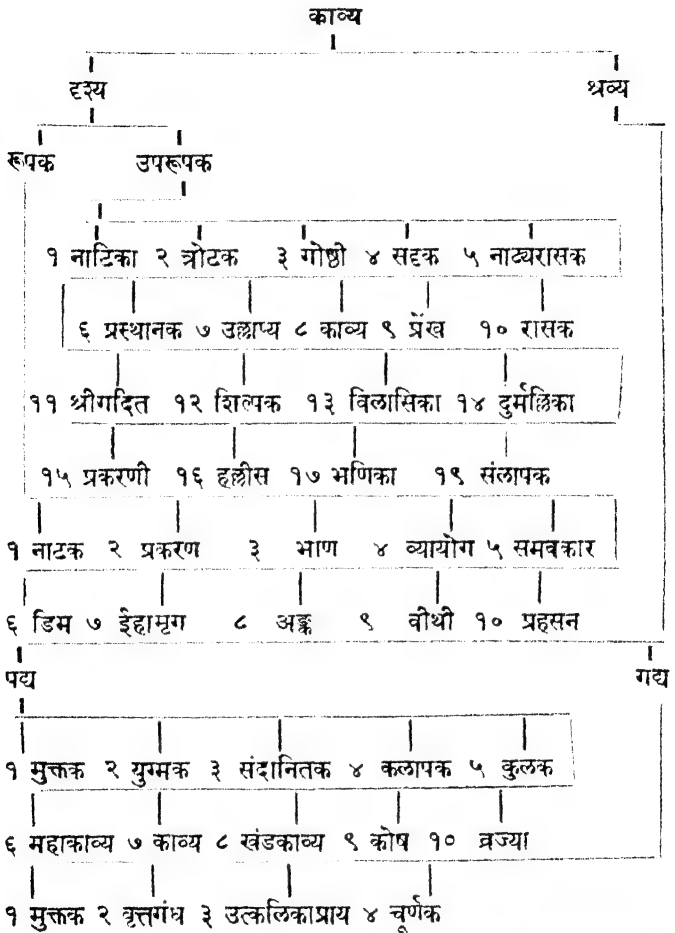 काव्य
दृश्य श्रव्य
रूपक उपरूपक
१ नाटिका २ त्रोटक ३ गोष्ठी ४ सट्टक ५ नाट्यरासक
६ प्रस्थानक ७ उल्लाप्य ८ काव्य ९ प्रेंख १० रासक
११ श्रीगदित १२ शिल्पक १३ विलासिका १४ दुर्मल्लिका
१५ प्रकरणी १६ हल्लीस १७ भणिका १९ संलापक
१ नाटक २ प्रकरण ३ भाण ४ व्यायोग ५ समवकार
६ डिम ७ ईहामृग ८ अङ्क ९ वीथी १० प्रहसन
पद्य गद्य
१ मुक्तक २ युग्मक ३ संदानितक ४ कलापक ५ कुलक
६ महाकाव्य ७ काव्य ८ खंडकाव्य ९ कोष १० व्रज्या
१ मुक्तक २ वृत्तगंध ३ उत्कलिकाप्राय ४ चूर्णक